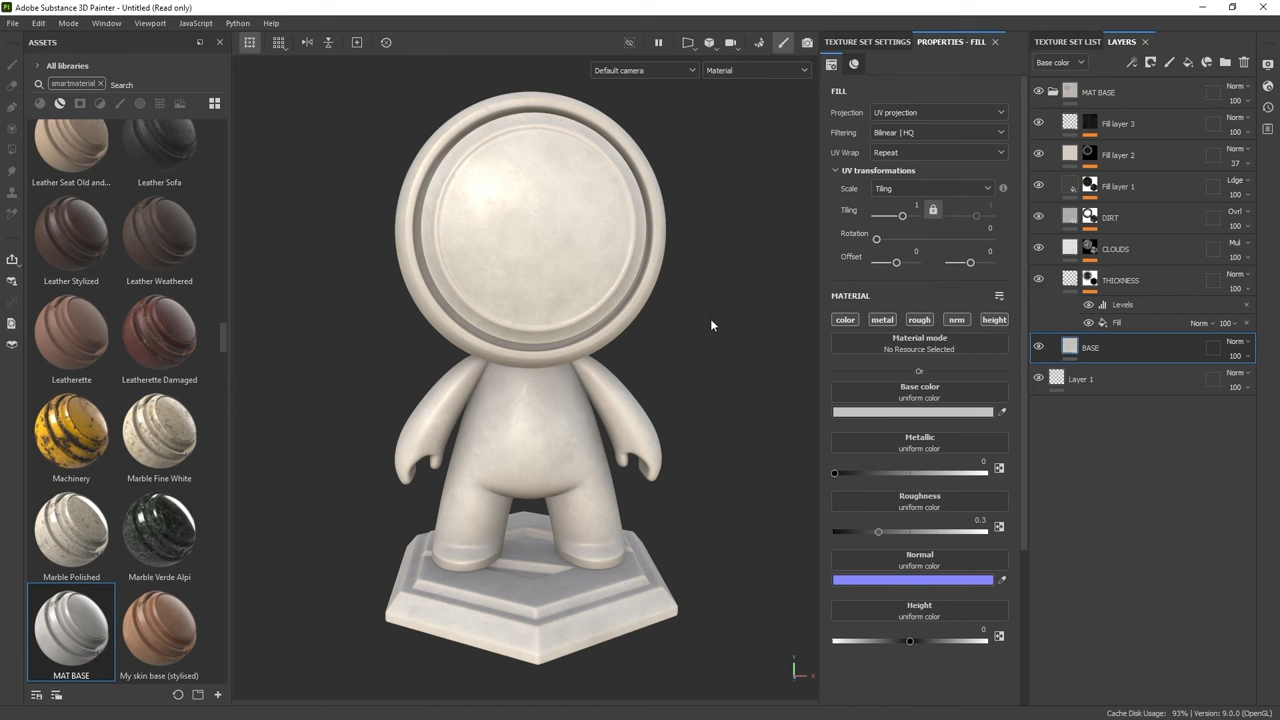 Adobe Substance 3D Painter - Untitled (Read only)
File Edit Mode Viewport JavaScript Python Help
ASSETS
All libraries
smartmaterial × Search
Leather Seat Old and... Leather Sofa
Leather Stylized Leather Weathered
Leatherette Leatherette Damaged
Machinery Marble Fine White
Marble Polished Marble Verde Alpi
MAT BASE My skin base (stylised)
Default camera Material
TEXTURE SET SETTINGS PROPERTIES - FILL
FILL
Projection UV projection
Filtering Bilinear | HQ
UV Wrap Repeat
UV transformations
Scale Tiling
Tiling 1 1
Rotation 0
Offset 0 0
MATERIAL
color metal rough nrm height
Material mode
No Resource Selected
Or
Base color
uniform color
Metallic
uniform color
0
Roughness
uniform color
0.3
Normal
uniform color
Height
uniform color
0
TEXTURE SET LIST LAYERS
Base color
MAT BASE Norm 100
Fill layer 3 Norm 100
Fill layer 2 Norm 37
Fill layer 1 Ldge 100
DIRT Ovrl 100
CLOUDS Mul 100
THICKNESS Norm 100
Levels
Fill Norm 100
BASE Norm 100
Layer 1 Norm 100
Cache Disk Usage: 93% | Version: 9.0.0 (OpenGL)